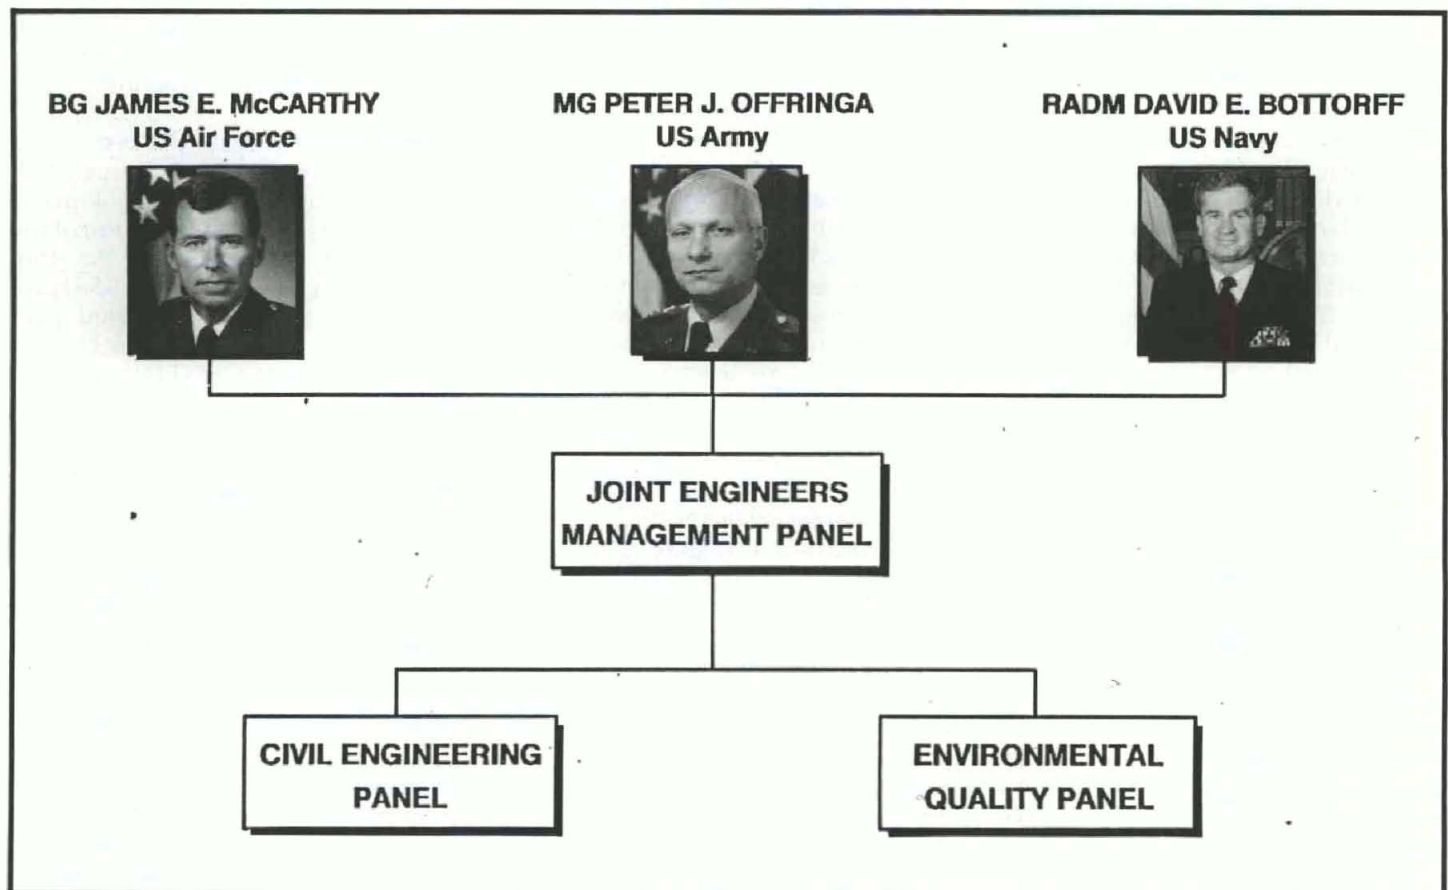 BG JAMES E. McCARTHY
US Air Force
MG PETER J. OFFRINGA
US Army
RADM DAVID E. BOTTORFF
US Navy
JOINT ENGINEERS
MANAGEMENT PANEL
CIVIL ENGINEERING
PANEL
ENVIRONMENTAL
QUALITY PANEL